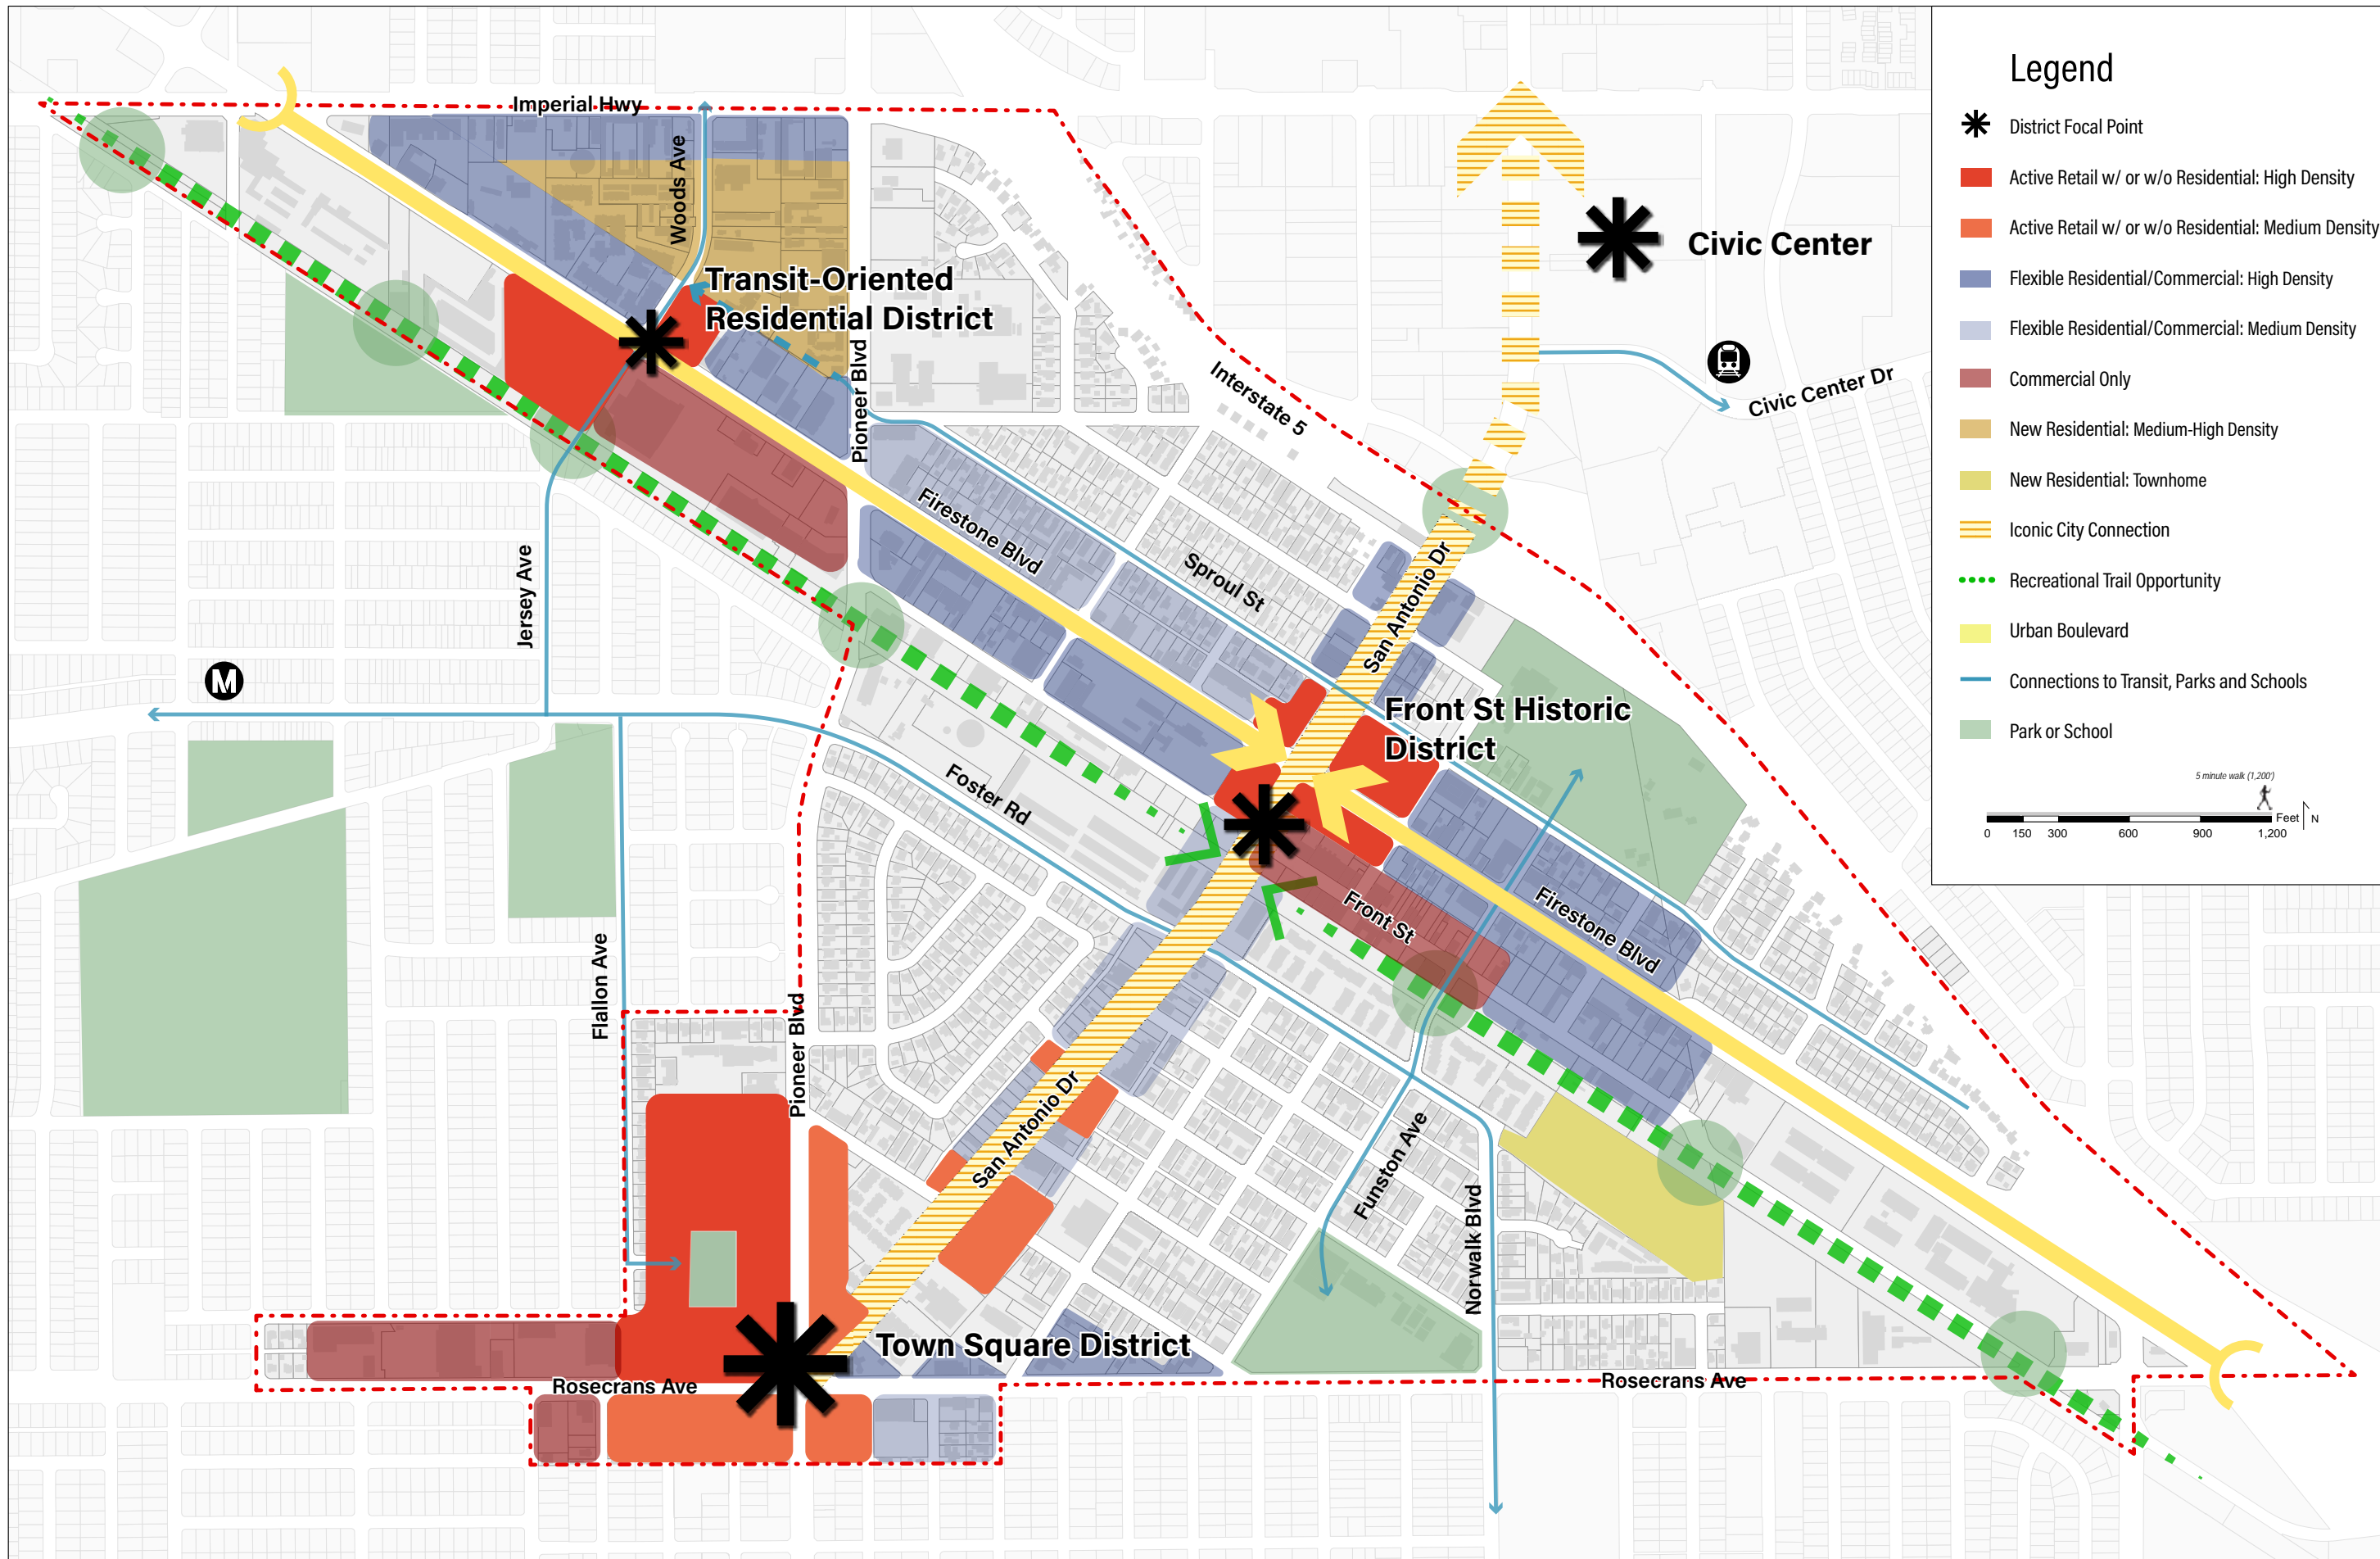 Imperial Hwy
Woods Ave
Transit-Oriented
Residential District
Pioneer Blvd
Civic Center
Civic Center Dr
Interstate 5
Firestone Blvd
Sproul St
San Antonio Dr
Jersey Ave
M
Front St Historic
District
Foster Rd
Front St
Firestone Blvd
Flallon Ave
Pioneer Blvd
San Antonio Dr
Funston Ave
Norwalk Blvd
Town Square District
Rosecrans Ave
Rosecrans Ave
Legend
District Focal Point
Active Retail w/ or w/o Residential: High Density
Active Retail w/ or w/o Residential: Medium Density
Flexible Residential/Commercial: High Density
Flexible Residential/Commercial: Medium Density
Commercial Only
New Residential: Medium-High Density
New Residential: Townhome
Iconic City Connection
Recreational Trail Opportunity
Urban Boulevard
Connections to Transit, Parks and Schools
Park or School
5 minute walk (1,200')
Feet N
0 150 300 600 900 1,200